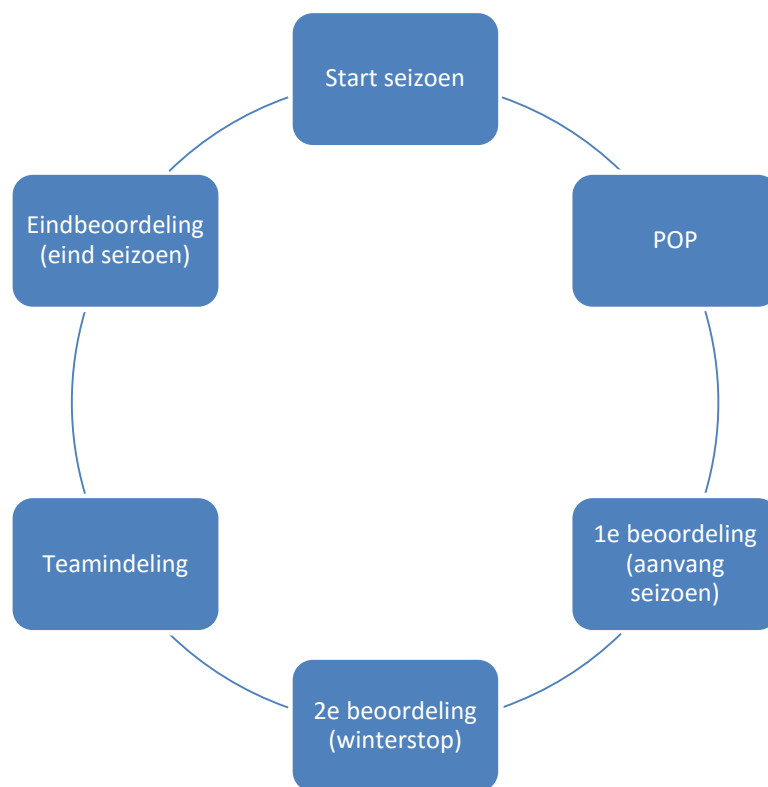 Start seizoen
POP
1e beoordeling
(aanvang
seizoen)
2e beoordeling
(winterstop)
Teamindeling
Eindbeoordeling
(eind seizoen)